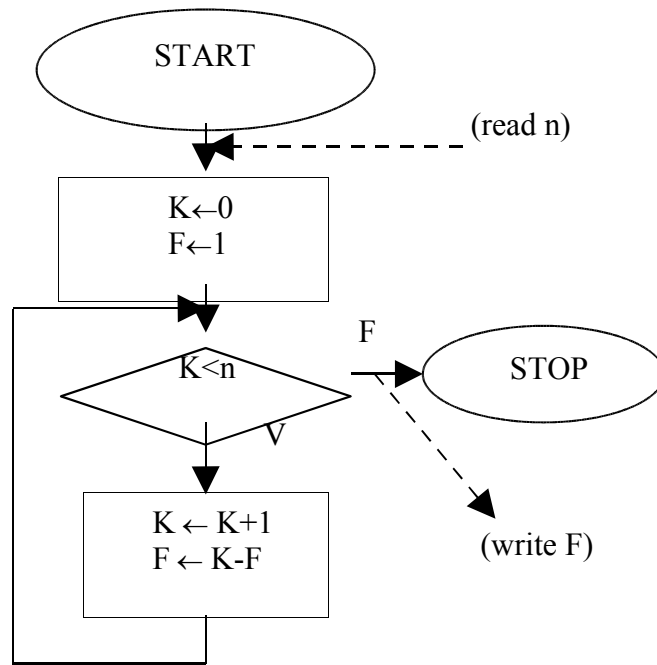 START
(read n)
K←0
F←1
K<n
F
STOP
V
K ← K+1
F ← K-F
(write F)